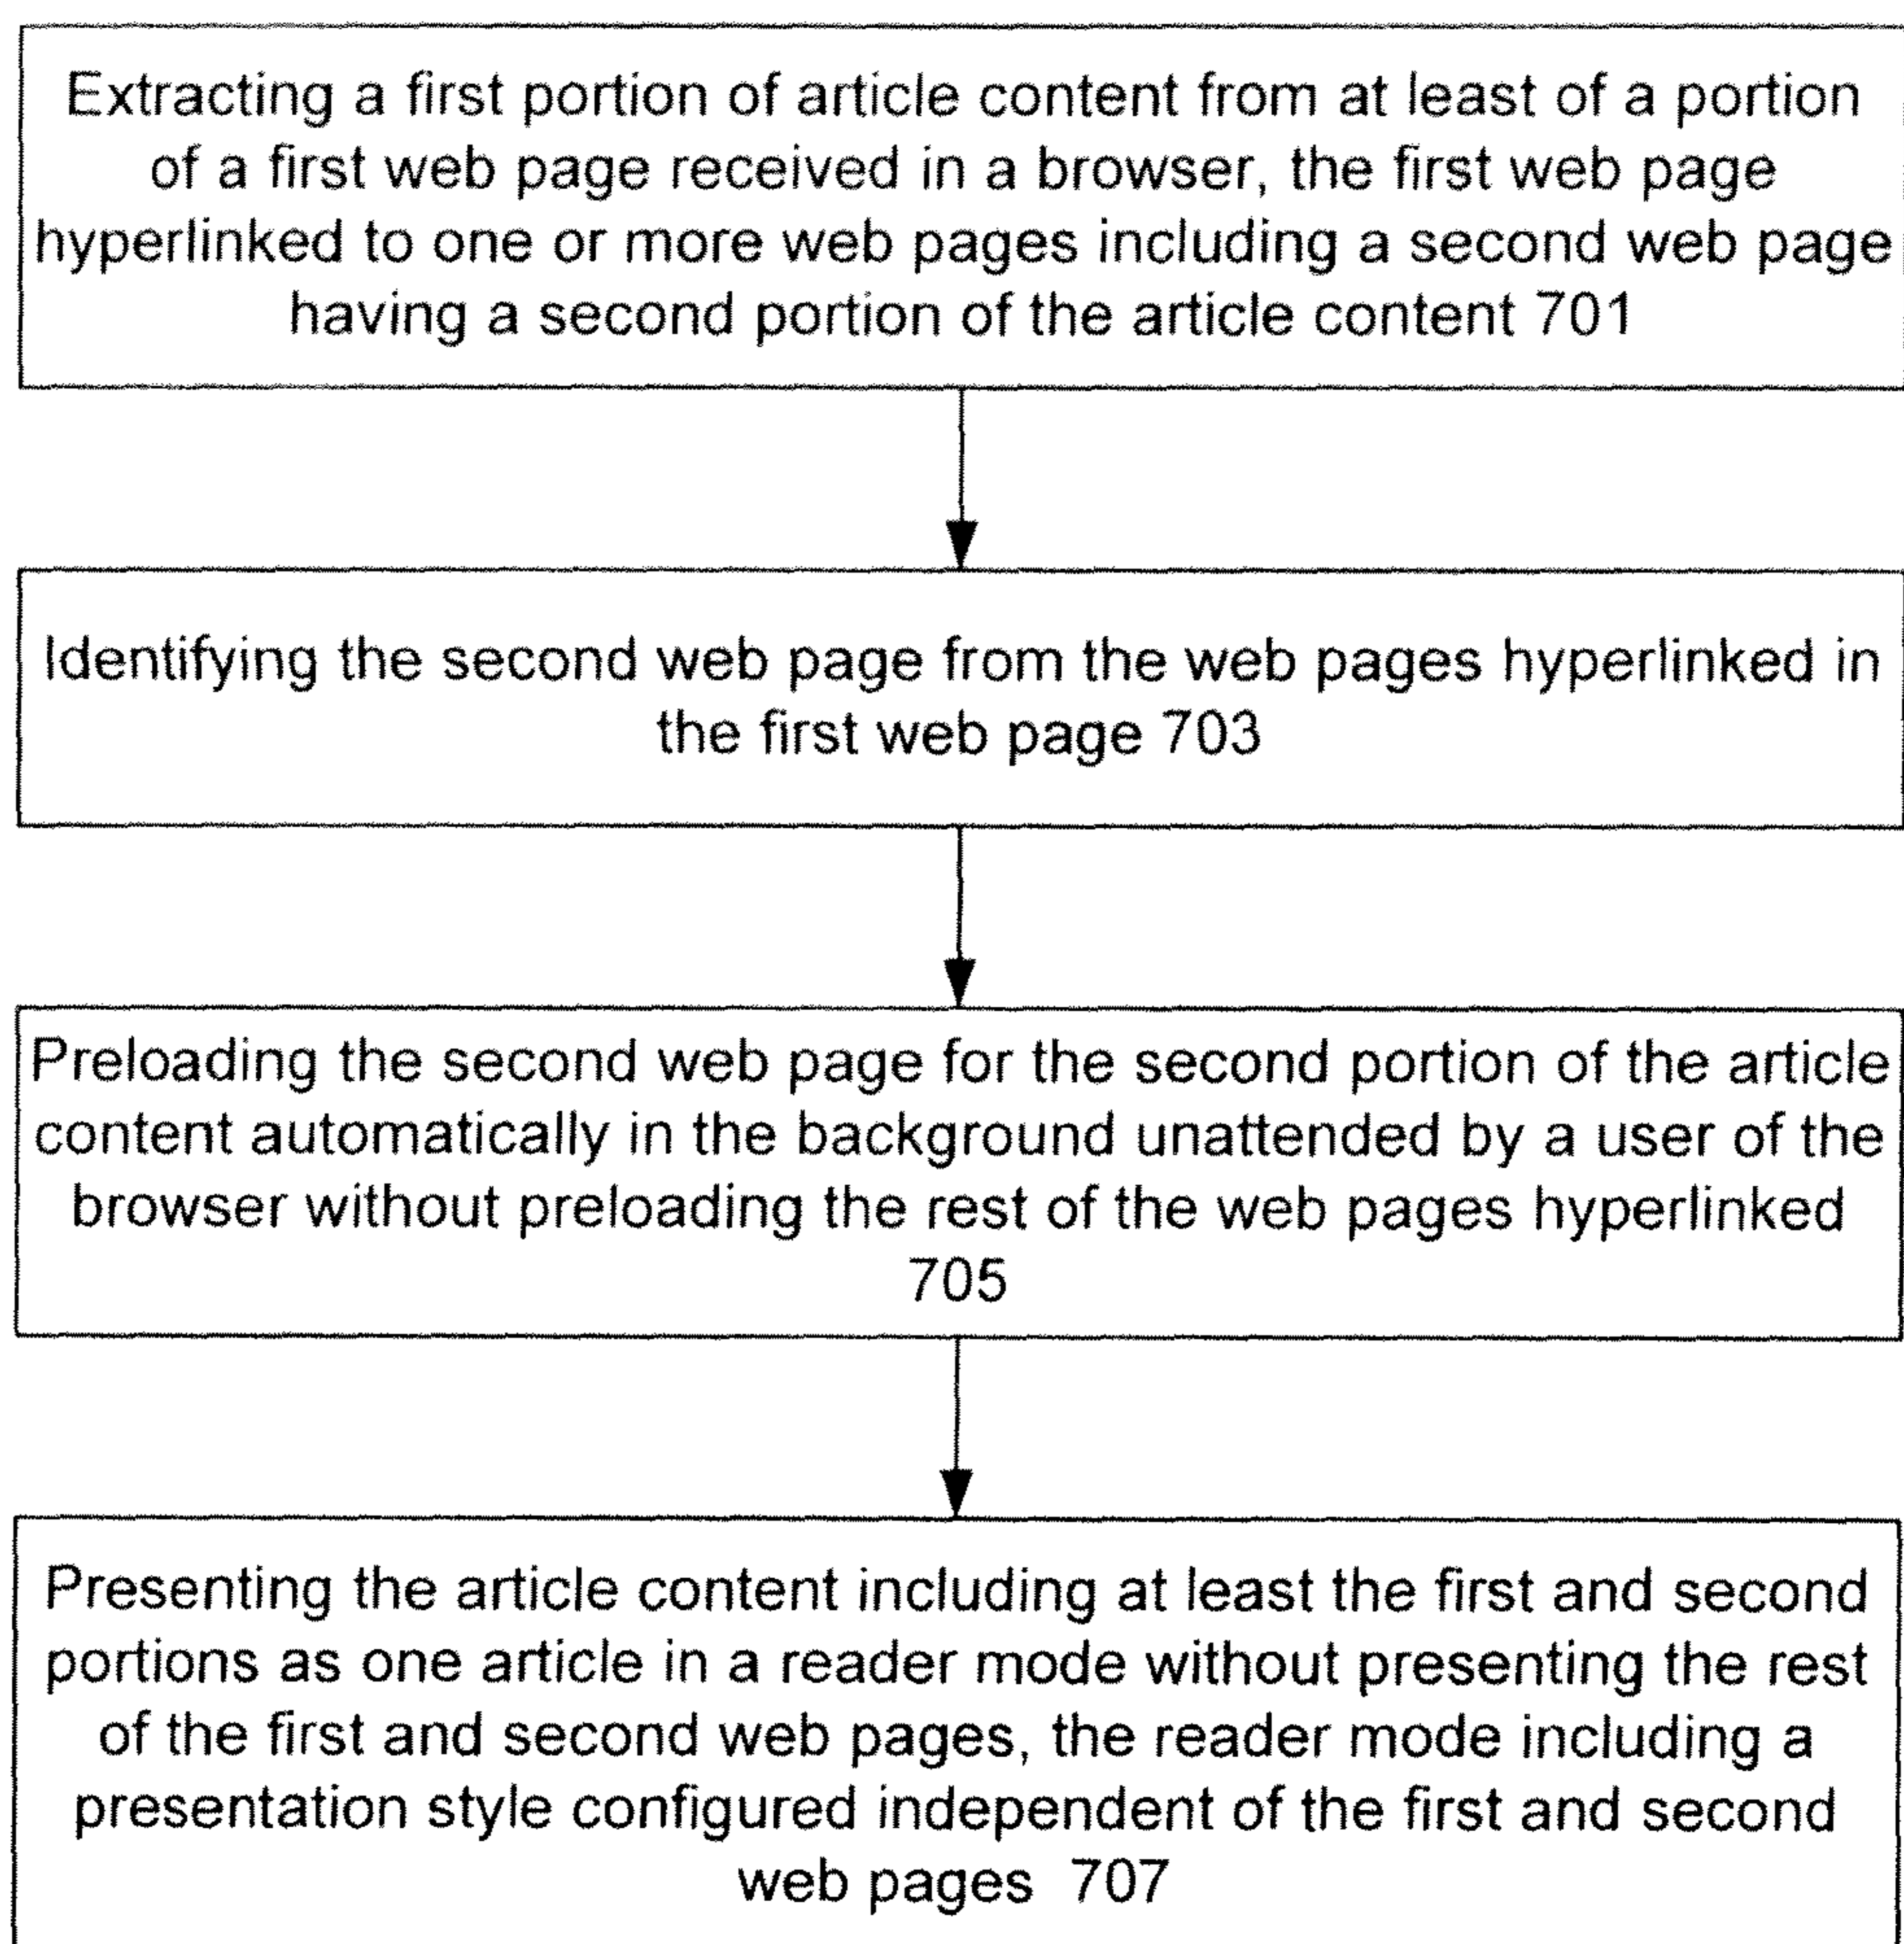 Extracting a first portion of article content from at least of a portion
of a first web page received in a browser, the first web page
hyperlinked to one or more web pages including a second web page
having a second portion of the article content 701
Identifying the second web page from the web pages hyperlinked in
the first web page 703
Preloading the second web page for the second portion of the article
content automatically in the background unattended by a user of the
browser without preloading the rest of the web pages hyperlinked
705
Presenting the article content including at least the first and second
portions as one article in a reader mode without presenting the rest
of the first and second web pages, the reader mode including a
presentation style configured independent of the first and second
web pages 707